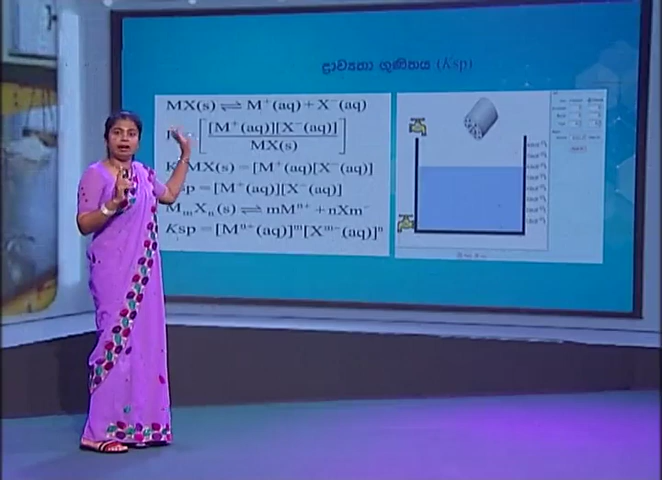 ද්‍රාව්‍යතා ගුණිතය (Ksp)
MX(s) ⇌ M⁺(aq) + X⁻(aq)
[[M⁺(aq)][X⁻(aq)]
MX(s)]
K MX(s) = [M⁺(aq)[X⁻(aq)]
sp = [M⁺(aq)][X⁻(aq)]
MₘXₙ(s) ⇌ mMⁿ⁺ + nXm⁻
Ksp = [Mⁿ⁺(aq)]ᵐ[Xᵐ⁻(aq)]ⁿ